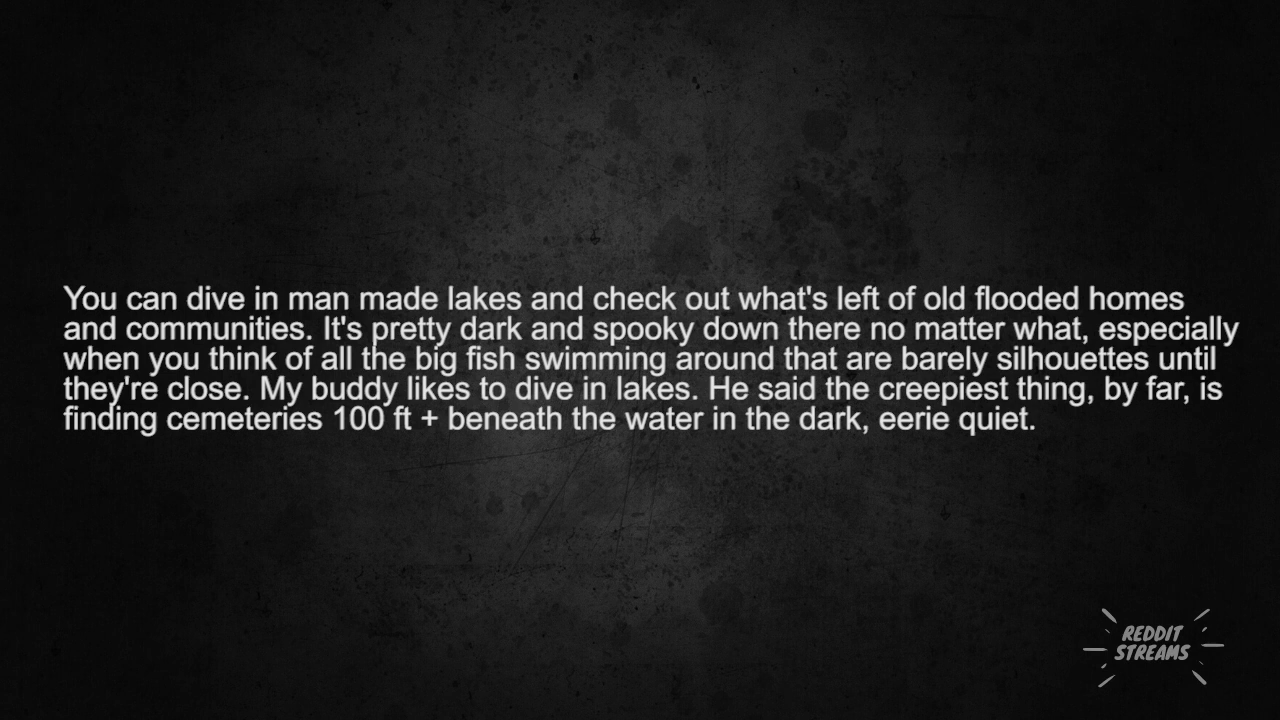 You can dive in man made lakes and check out what's left of old flooded homes
and communities. It's pretty dark and spooky down there no matter what, especially
when you think of all the big fish swimming around that are barely silhouettes until
they're close. My buddy likes to dive in lakes. He said the creepiest thing, by far, is
finding cemeteries 100 ft + beneath the water in the dark, eerie quiet.
REDDIT
STREAMS